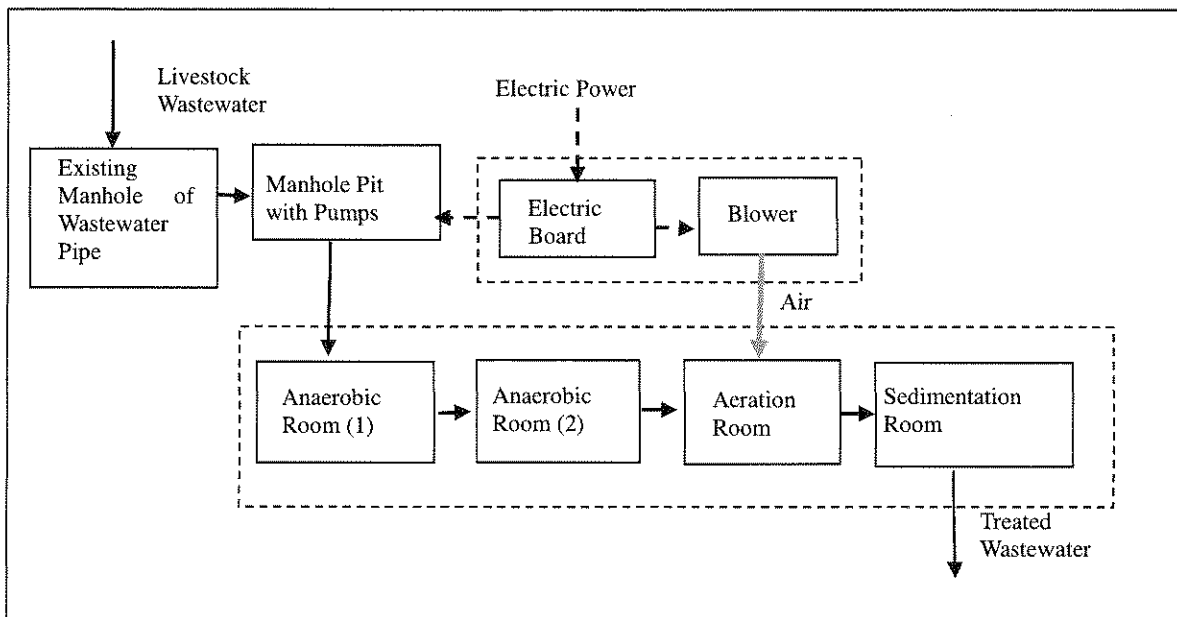 Livestock
Wastewater
Electric Power
Existing
Manhole of
Wastewater
Pipe
Manhole Pit
with Pumps
Electric
Board
Blower
Air
Anaerobic
Room (1)
Anaerobic
Room (2)
Aeration
Room
Sedimentation
Room
Treated
Wastewater